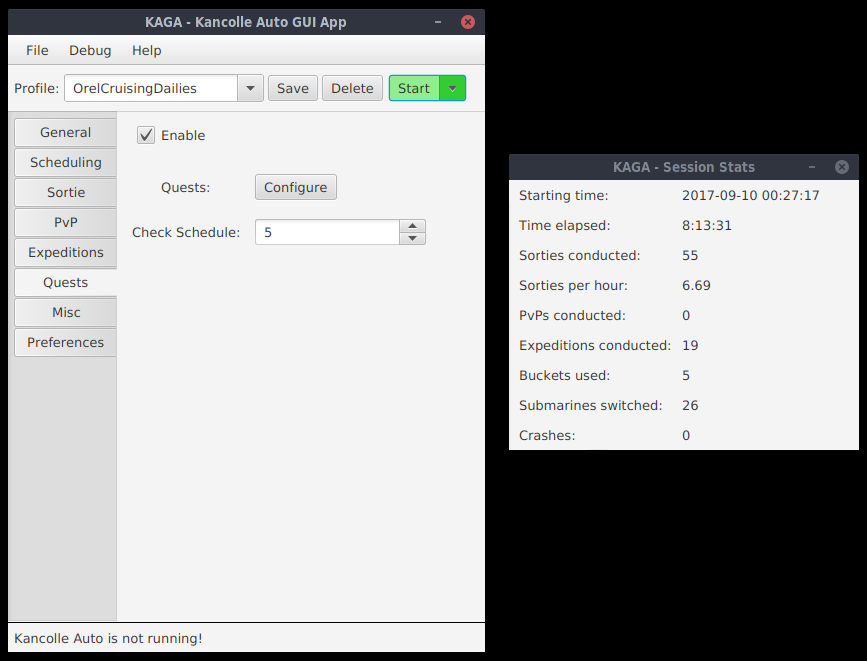 KAGA - Kancolle Auto GUI App
File Debug Help
Profile: OrelCruisingDailies Save Delete Start
General
Scheduling
Sortie
PvP
Expeditions
Quests
Misc
Preferences
Enable
Quests: Configure
Check Schedule: 5
Kancolle Auto is not running!
KAGA - Session Stats
Starting time: 2017-09-10 00:27:17
Time elapsed: 8:13:31
Sorties conducted: 55
Sorties per hour: 6.69
PvPs conducted: 0
Expeditions conducted: 19
Buckets used: 5
Submarines switched: 26
Crashes: 0